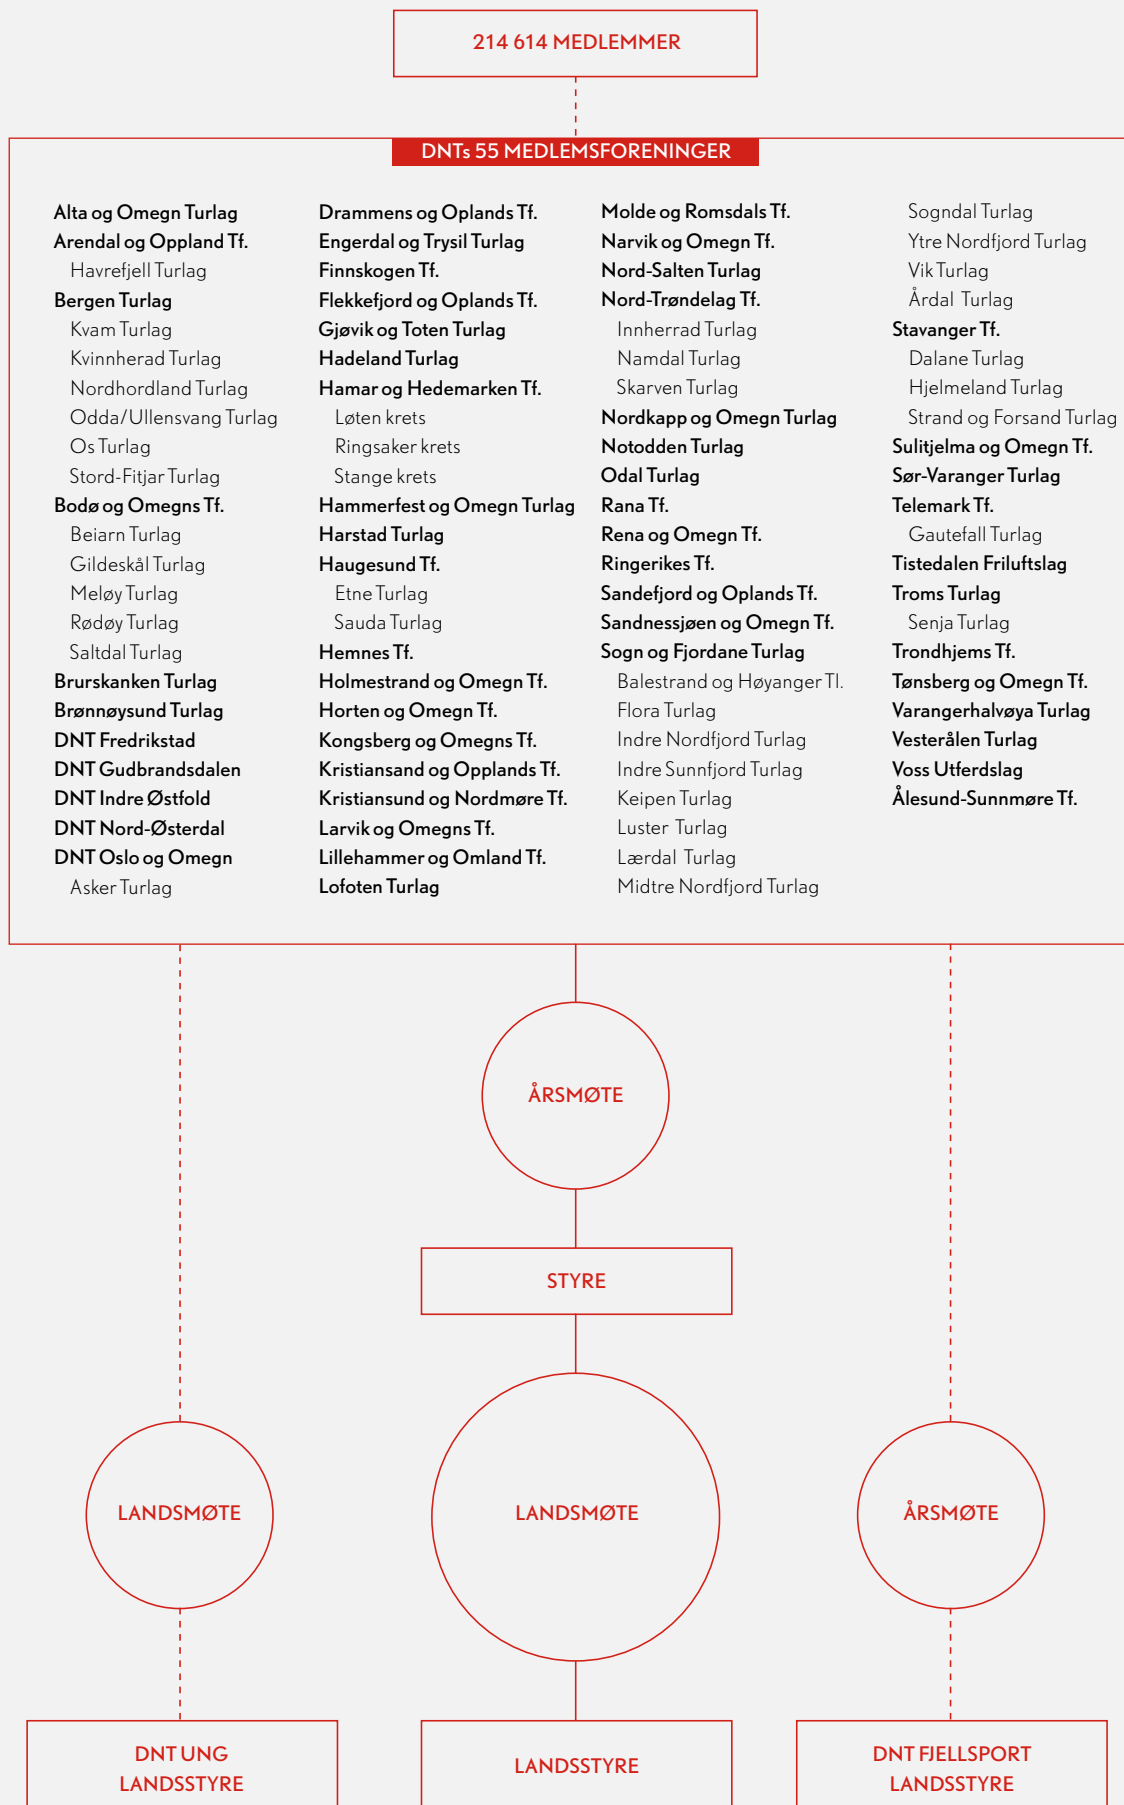 214 614 MEDLEMMER
DNTs 55 MEDLEMSFORENINGER
Alta og Omegn Turlag
Arendal og Oppland Tf.
Havrefjell Turlag
Bergen Turlag
Kvam Turlag
Kvinnherad Turlag
Nordhordland Turlag
Odda/Ullensvang Turlag
Os Turlag
Stord-Fitjar Turlag
Bodø og Omegns Tf.
Beiarn Turlag
Gildeskål Turlag
Meløy Turlag
Rødøy Turlag
Saltdal Turlag
Brurskanken Turlag
Brønnøysund Turlag
DNT Fredrikstad
DNT Gudbrandsdalen
DNT Indre Østfold
DNT Nord-Østerdal
DNT Oslo og Omegn
Asker Turlag
Drammens og Oplands Tf.
Engerdal og Trysil Turlag
Finnskogen Tf.
Flekkefjord og Oplands Tf.
Gjøvik og Toten Turlag
Hadeland Turlag
Hamar og Hedemarken Tf.
Løten krets
Ringsaker krets
Stange krets
Hammerfest og Omegn Turlag
Harstad Turlag
Haugesund Tf.
Etne Turlag
Sauda Turlag
Hemnes Tf.
Holmestrand og Omegn Tf.
Horten og Omegn Tf.
Kongsberg og Omegns Tf.
Kristiansand og Opplands Tf.
Kristiansund og Nordmøre Tf.
Larvik og Omegns Tf.
Lillehammer og Omland Tf.
Lofoten Turlag
Molde og Romsdals Tf.
Narvik og Omegn Tf.
Nord-Salten Turlag
Nord-Trøndelag Tf.
Innherrad Turlag
Namdal Turlag
Skarven Turlag
Nordkapp og Omegn Turlag
Notodden Turlag
Odal Turlag
Rana Tf.
Rena og Omegn Tf.
Ringerikes Tf.
Sandefjord og Oplands Tf.
Sandnessjøen og Omegn Tf.
Sogn og Fjordane Turlag
Balestrand og Høyanger Tl.
Flora Turlag
Indre Nordfjord Turlag
Indre Sunnfjord Turlag
Keipen Turlag
Luster Turlag
Lærdal Turlag
Midtre Nordfjord Turlag
Sogndal Turlag
Ytre Nordfjord Turlag
Vik Turlag
Årdal Turlag
Stavanger Tf.
Dalane Turlag
Hjelmeland Turlag
Strand og Forsand Turlag
Sulitjelma og Omegn Tf.
Sør-Varanger Turlag
Telemark Tf.
Gautefall Turlag
Tistedalen Friluftslag
Troms Turlag
Senja Turlag
Trondhjems Tf.
Tønsberg og Omegn Tf.
Varangerhalvøya Turlag
Vesterålen Turlag
Voss Utferdslag
Ålesund-Sunnmøre Tf.
ÅRSMØTE
STYRE
LANDSMØTE
LANDSMØTE
ÅRSMØTE
DNT UNG
LANDSSTYRE
LANDSSTYRE
DNT FJELLSPORT
LANDSSTYRE